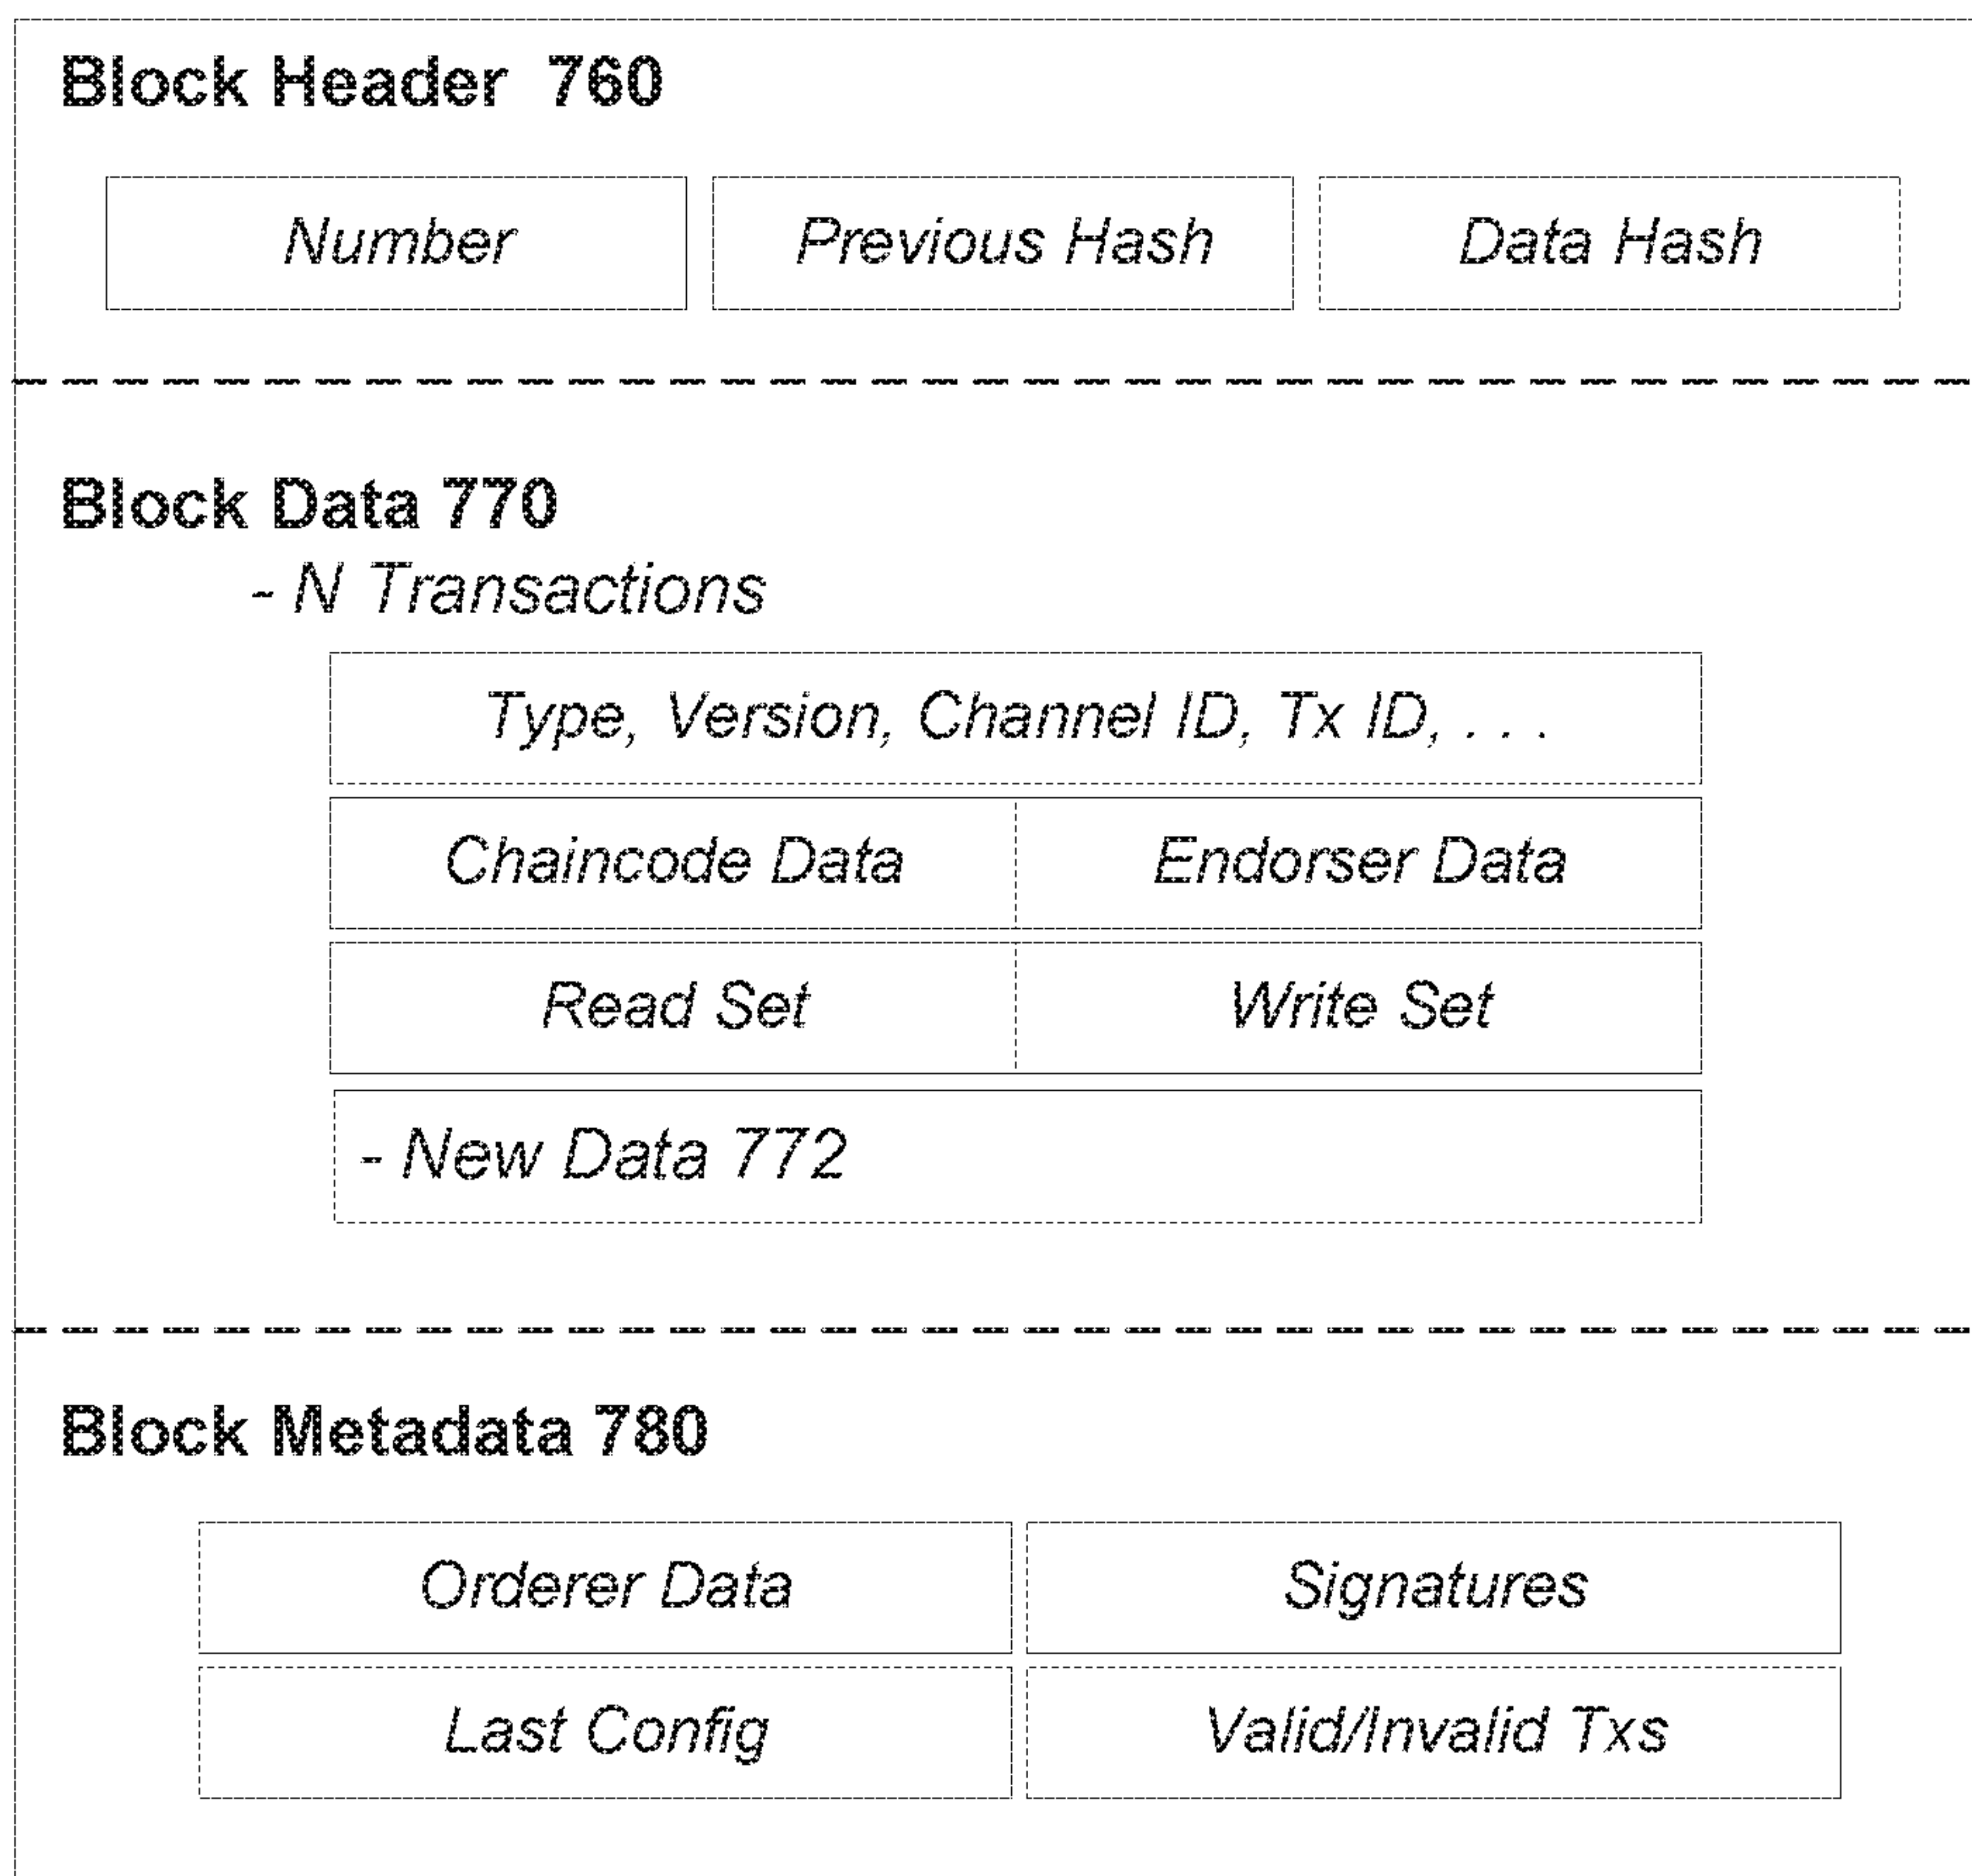 Block Header 760
Number Previous Hash Data Hash
Block Data 770
- N Transactions
Type, Version, Channel ID, Tx ID, . . .
Chaincode Data Endorser Data
Read Set Write Set
- New Data 772
Block Metadata 780
Orderer Data Signatures
Last Config Valid/Invalid Txs